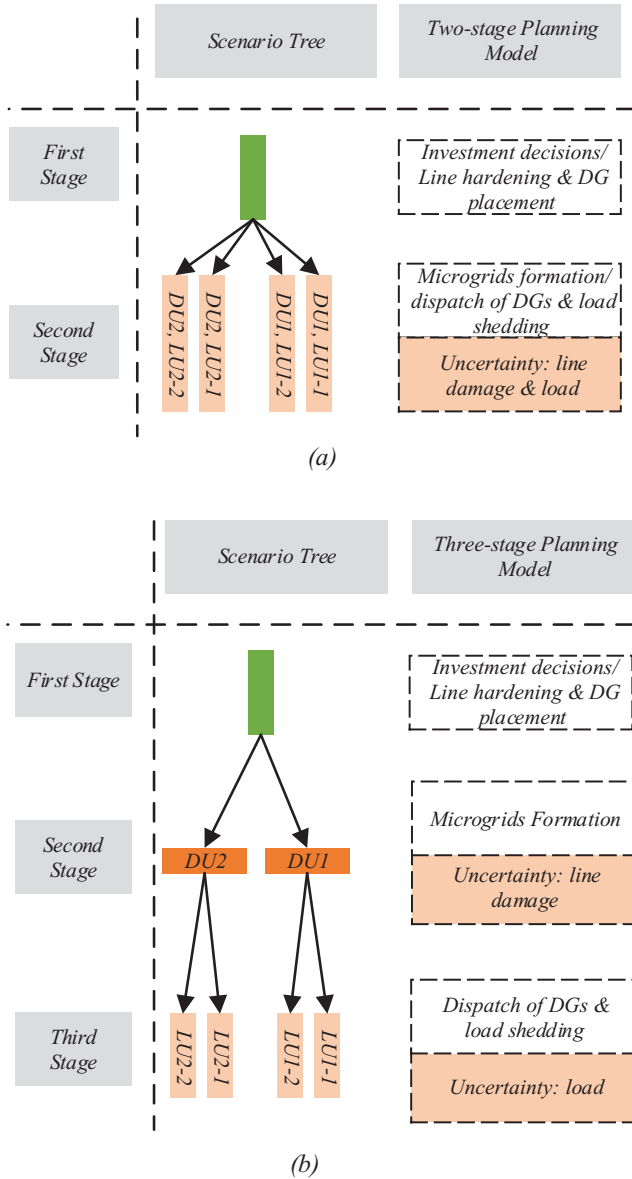 Scenario Tree
Two-stage Planning
Model
First
Stage
Investment decisions/
Line hardening & DG
placement
Second
Stage
DU2, LU2-2
DU2, LU2-1
DU1, LU1-2
DU1, LU1-1
Microgrids formation/
dispatch of DGs & load
shedding
Uncertainty: line
damage & load
(a)
Scenario Tree
Three-stage Planning
Model
First Stage
Investment decisions/
Line hardening & DG
placement
Second
Stage
DU2
DU1
Microgrids Formation
Uncertainty: line
damage
Third
Stage
LU2-2
LU2-1
LU1-2
LU1-1
Dispatch of DGs &
load shedding
Uncertainty: load
(b)